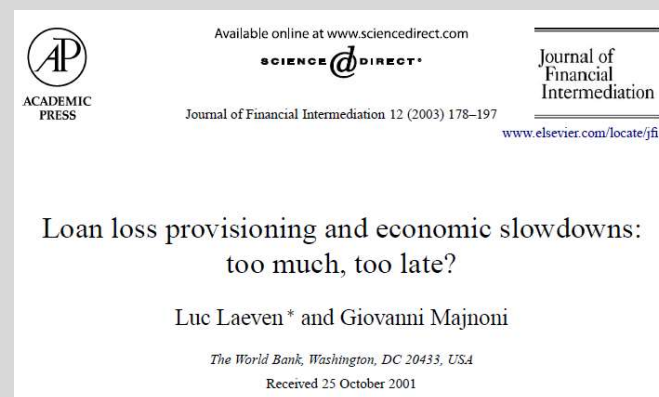 Available online at www.sciencedirect.com
SCIENCE @ DIRECT®
AP
ACADEMIC
PRESS
Journal of
Financial
Intermediation
Journal of Financial Intermediation 12 (2003) 178–197
www.elsevier.com/locate/jfi
Loan loss provisioning and economic slowdowns:
too much, too late?
Luc Laeven * and Giovanni Majnoni
The World Bank, Washington, DC 20433, USA
Received 25 October 2001